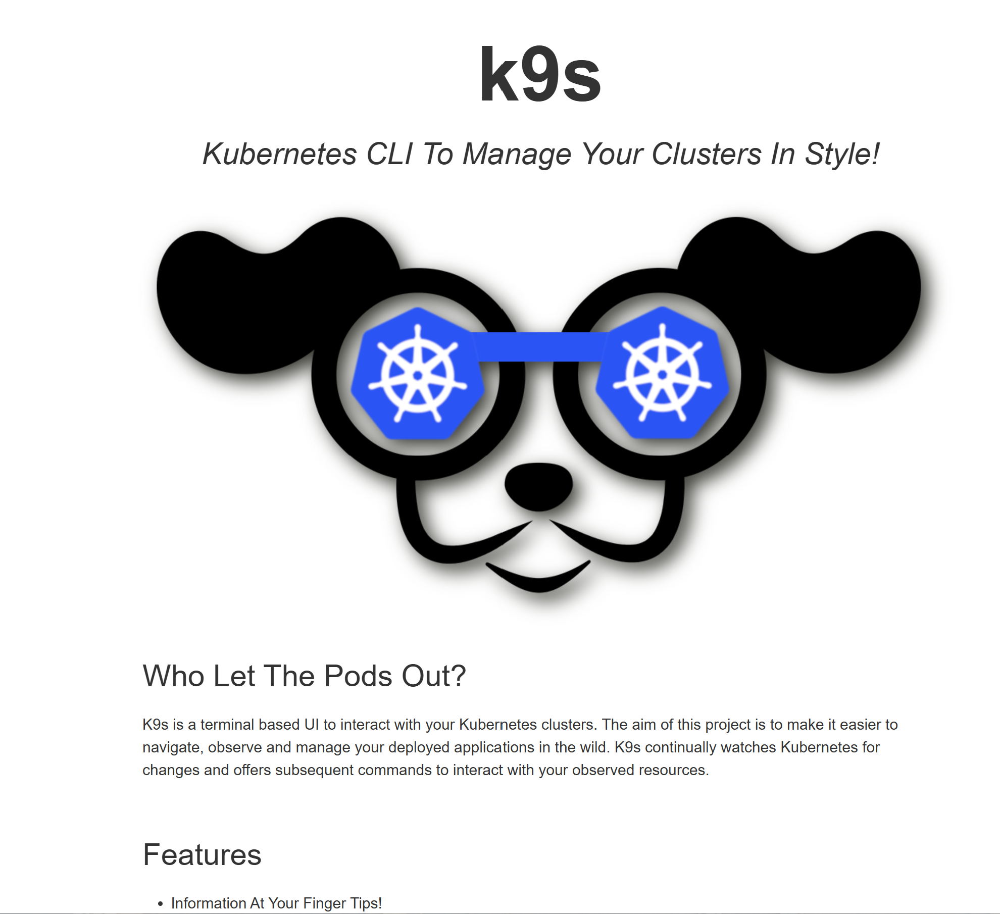 k9s
Kubernetes CLI To Manage Your Clusters In Style!
Who Let The Pods Out?
K9s is a terminal based UI to interact with your Kubernetes clusters. The aim of this project is to make it easier to
navigate, observe and manage your deployed applications in the wild. K9s continually watches Kubernetes for
changes and offers subsequent commands to interact with your observed resources.
Features
• Information At Your Finger Tips!